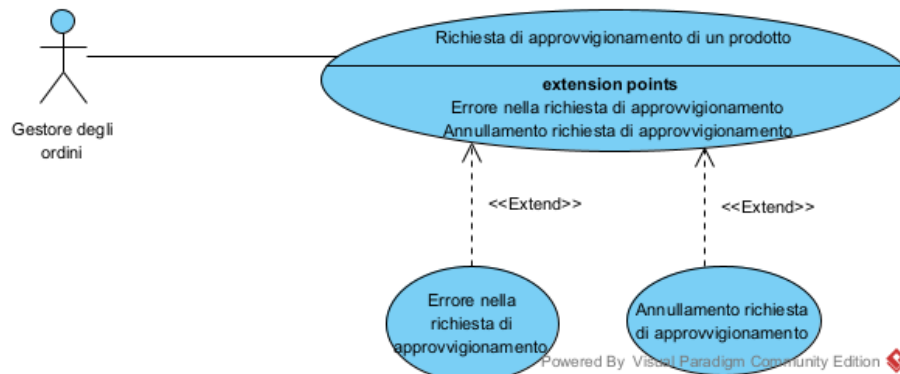 Richiesta di approvvigionamento di un prodotto
extension points
Errore nella richiesta di approvvigionamento
Annullamento richiesta di approvvigionamento
Gestore degli
ordini
<<Extend>>
<<Extend>>
Errore nella
richiesta di
approvvigionamento
Annullamento richiesta
di approvvigionamento
Powered By Visual Paradigm Community Edition